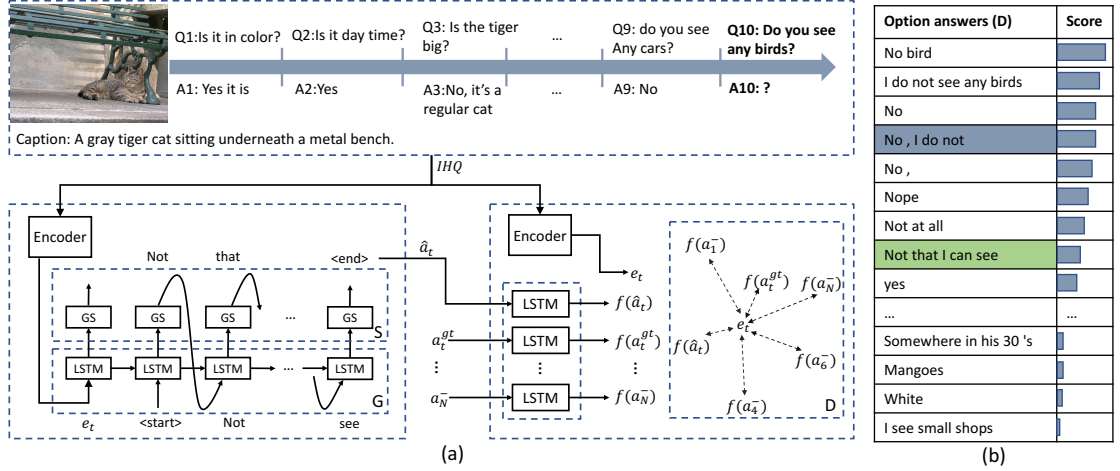 Q1:Is it in color?
Q2:Is it day time?
Q3: Is the tiger
big?
...
Q9: do you see
Any cars?
Q10: Do you see
any birds?
A1: Yes it is
A2:Yes
A3:No, it's a
regular cat
...
A9: No
A10: ?
Caption: A gray tiger cat sitting underneath a metal bench.
IHQ
Encoder
Not
that
<end>
GS
GS
GS
...
GS
S
LSTM
LSTM
LSTM
...
LSTM
G
e_t
<start>
Not
see
â_t
Encoder
e_t
LSTM
f(â_t)
a_t^{gt}
LSTM
f(a_t^{gt})
⋮
⋮
⋮
a_N^-
LSTM
f(a_N^-)
f(a_1^-)
f(a_t^{gt})
f(a_N^-)
e_t
f(â_t)
f(a_6^-)
f(a_4^-)
D
(a)
Option answers (D) Score
No bird
I do not see any birds
No
No , I do not
No ,
Nope
Not at all
Not that I can see
yes
... ...
Somewhere in his 30 's
Mangoes
White
I see small shops
(b)